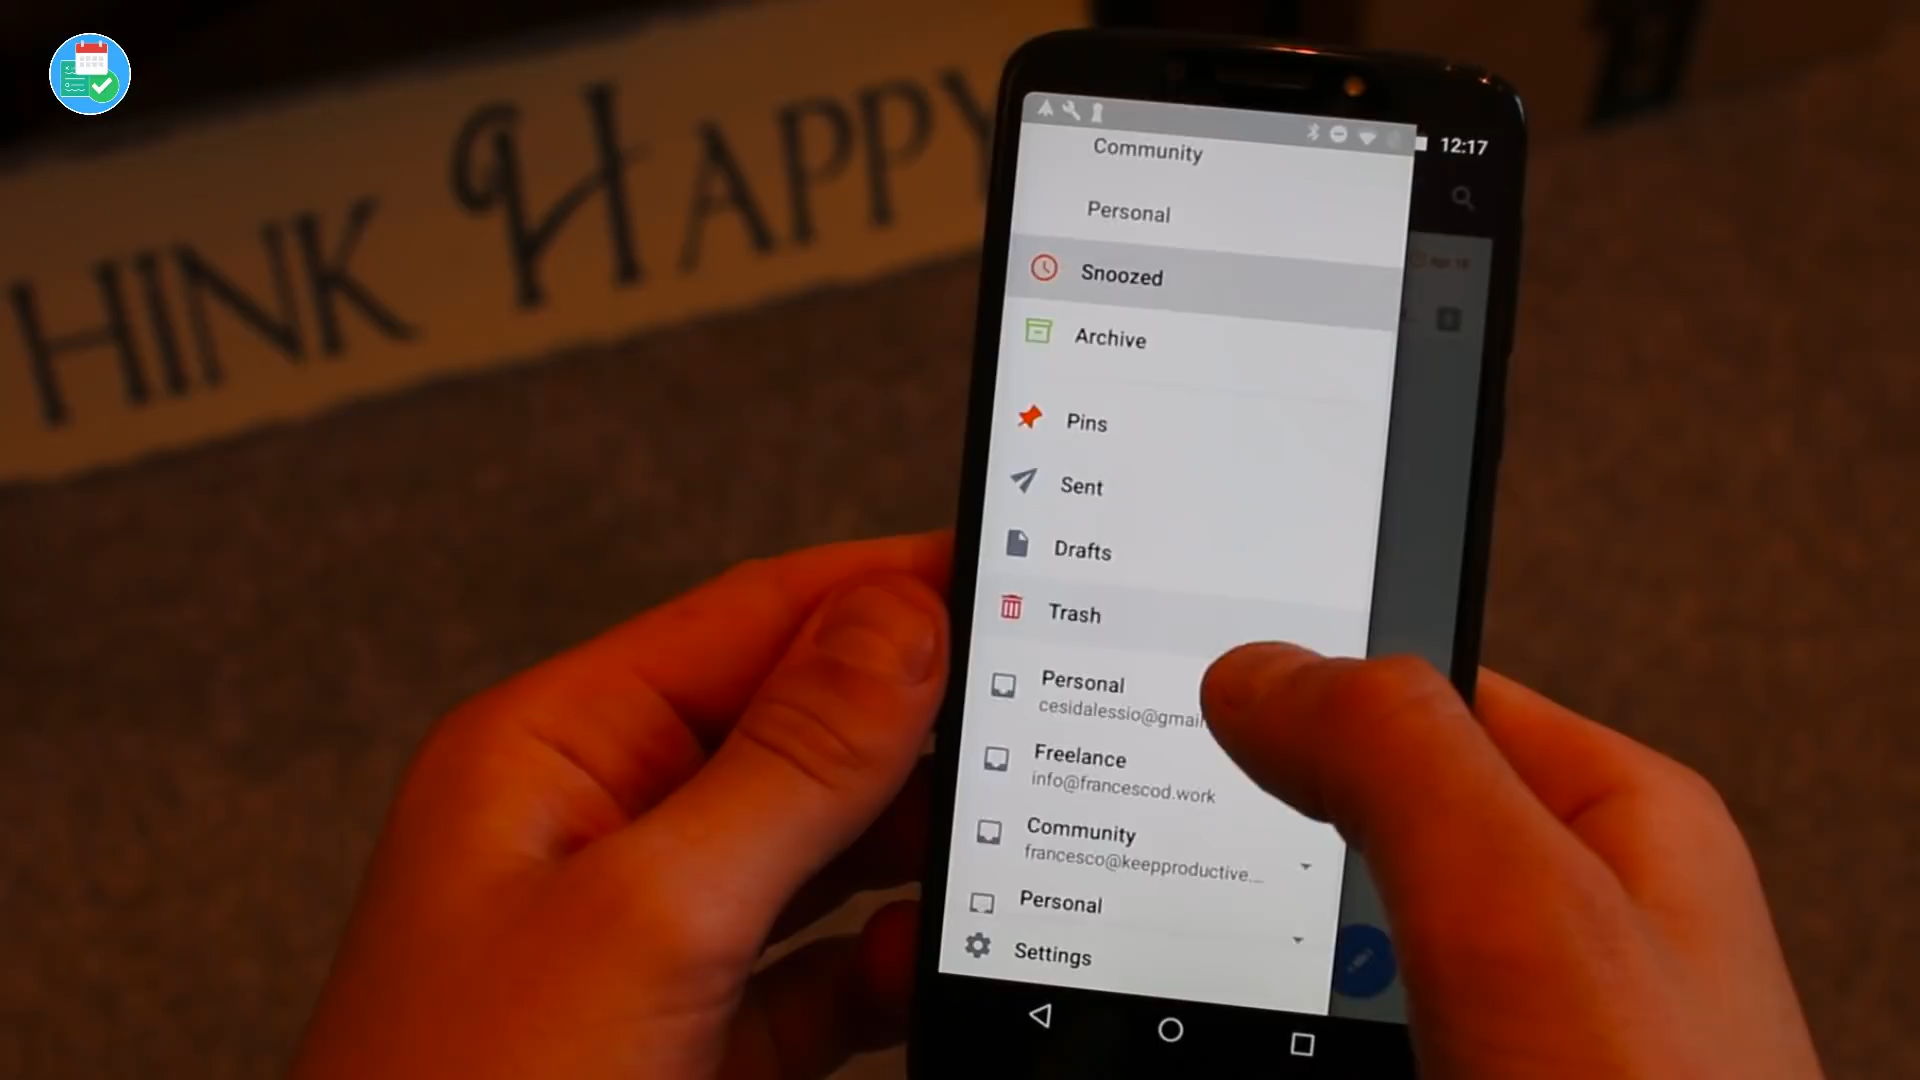 HINK HAPPY
12:17
Community
Personal
Snoozed
Archive
Pins
Sent
Drafts
Trash
Personal
cesidalessio@gmail
Freelance
info@francescod.work
Community
francesco@keepproductive....
Personal
Settings